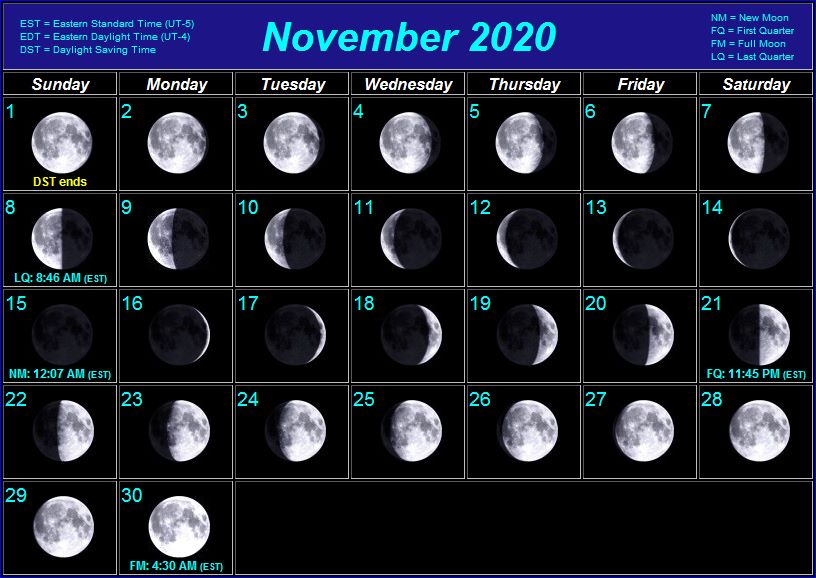 EST = Eastern Standard Time (UT-5)
EDT = Eastern Daylight Time (UT-4)
DST = Daylight Saving Time
November 2020
NM = New Moon
FQ = First Quarter
FM = Full Moon
LQ = Last Quarter
Sunday Monday Tuesday Wednesday Thursday Friday Saturday
1 2 3 4 5 6 7
DST ends
8 9 10 11 12 13 14
LQ: 8:46 AM (EST)
15 16 17 18 19 20 21
NM: 12:07 AM (EST) FQ: 11:45 PM (EST)
22 23 24 25 26 27 28
29 30
FM: 4:30 AM (EST)